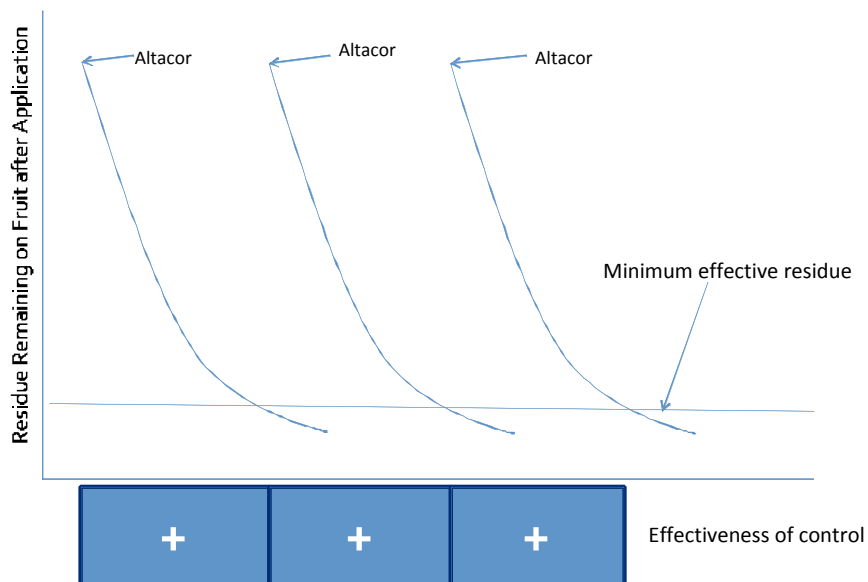 Residue Remaining on Fruit after Application
Altacor
Altacor
Altacor
Minimum effective residue
+
+
+
Effectiveness of control